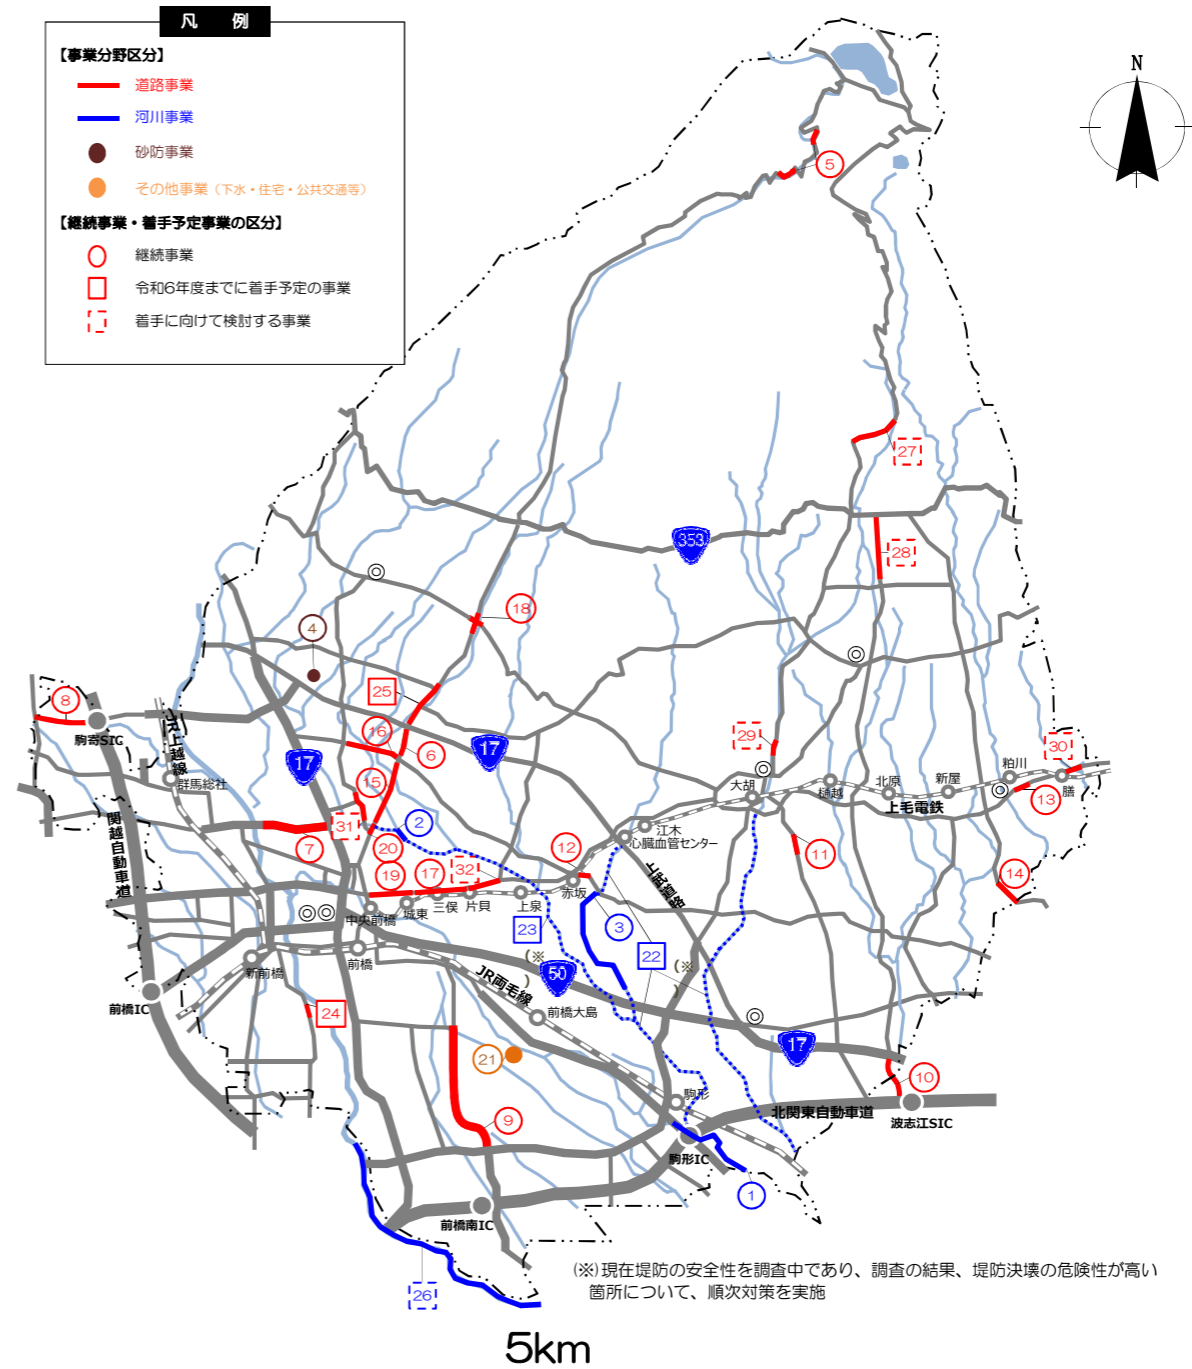 凡 例
【事業分野区分】
道路事業
河川事業
砂防事業
その他事業（下水・住宅・公共交通等）
【継続事業・着手予定事業の区分】
継続事業
令和6年度までに着手予定の事業
着手に向けて検討する事業
N
5
27
353
28
18
4
25
8
駒寄SIC
JR上越線
16
6
17
17
29
30
群馬総社
15
大胡
樋越
北原
新屋
粕川
膳
上毛電鉄
13
関越自動車道
31
2
7
20
江木
心臓血管センター
11
12
19
17
32
赤坂
上武道路
14
中央前橋
城東
三俣
片貝
上泉
23
3
22
(※
)
(※
)
新前橋
前橋
50
JR両毛線
前橋IC
24
前橋大島
17
21
10
駒形
北関東自動車道
波志江SIC
9
駒形IC
1
前橋南IC
26
(※)現在堤防の安全性を調査中であり、調査の結果、堤防決壊の危険性が高い
箇所について、順次対策を実施
5km